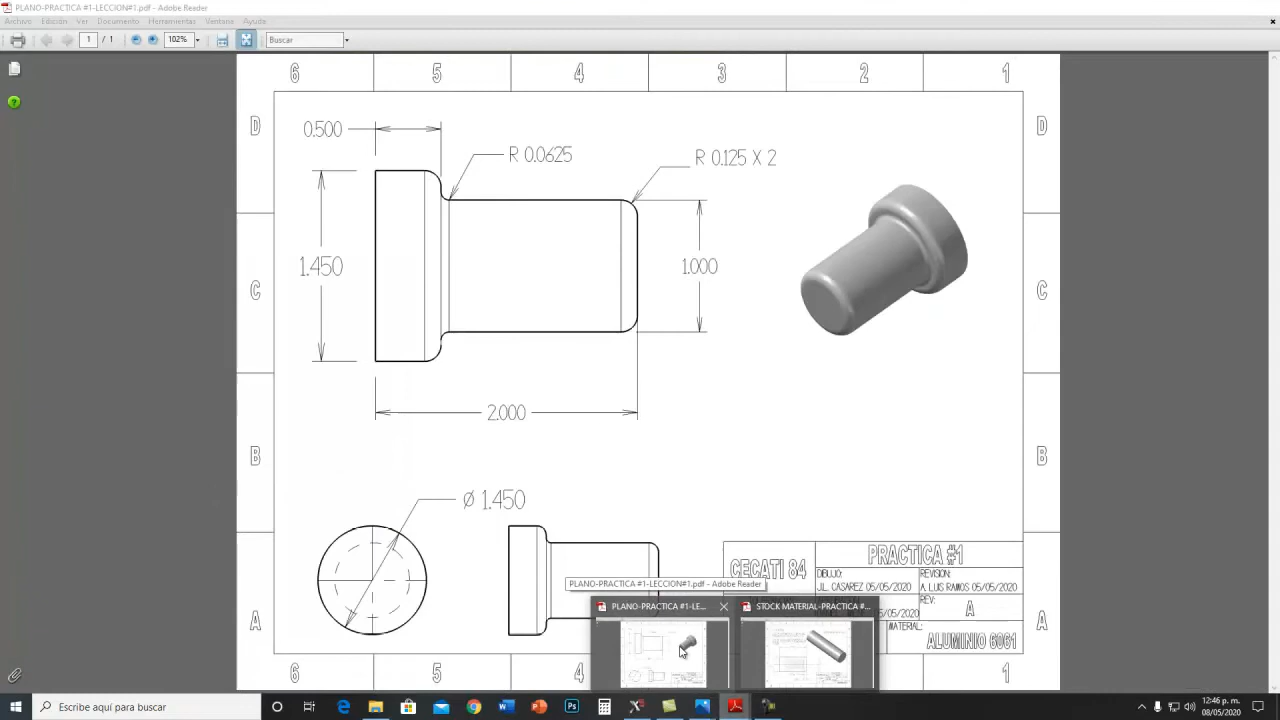 PLANO-PRACTICA #1-LECCION#1.pdf - Adobe Reader
Archivo Edición Ver Documento Herramientas Ventana Ayuda
1 / 1 102% Buscar
6 5 4 3 2 1
D D
0.500
R 0.0625
R 0.125 X 2
1.450
1.000
C C
2.000
B B
Ø 1.450
CECATI 84
PRACTICA #1
DIBUJO:
REVISION:
J.L. CASAREZ 05/05/2020
A. LUIS RAMOS 05/05/2020
REV:
A
05/05/2020
MATERIAL:
ALUMINIO 6061
A A
6 5 4 1
PLANO-PRACTICA #1-LECCION#1.pdf - Adobe Reader
PLANO-PRACTICA #1-LE...
STOCK MATERIAL-PRACTICA #...
Escribe aquí para buscar
12:46 p. m.
08/05/2020